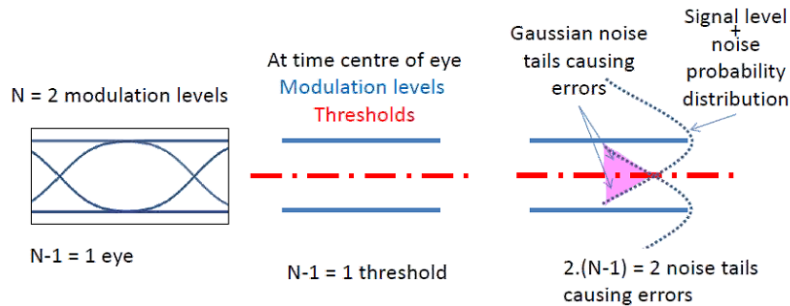 N = 2 modulation levels
N-1 = 1 eye
At time centre of eye
Modulation levels
Thresholds
N-1 = 1 threshold
Gaussian noise
tails causing
errors
Signal level
+
noise
probability
distribution
2.(N-1) = 2 noise tails
causing errors